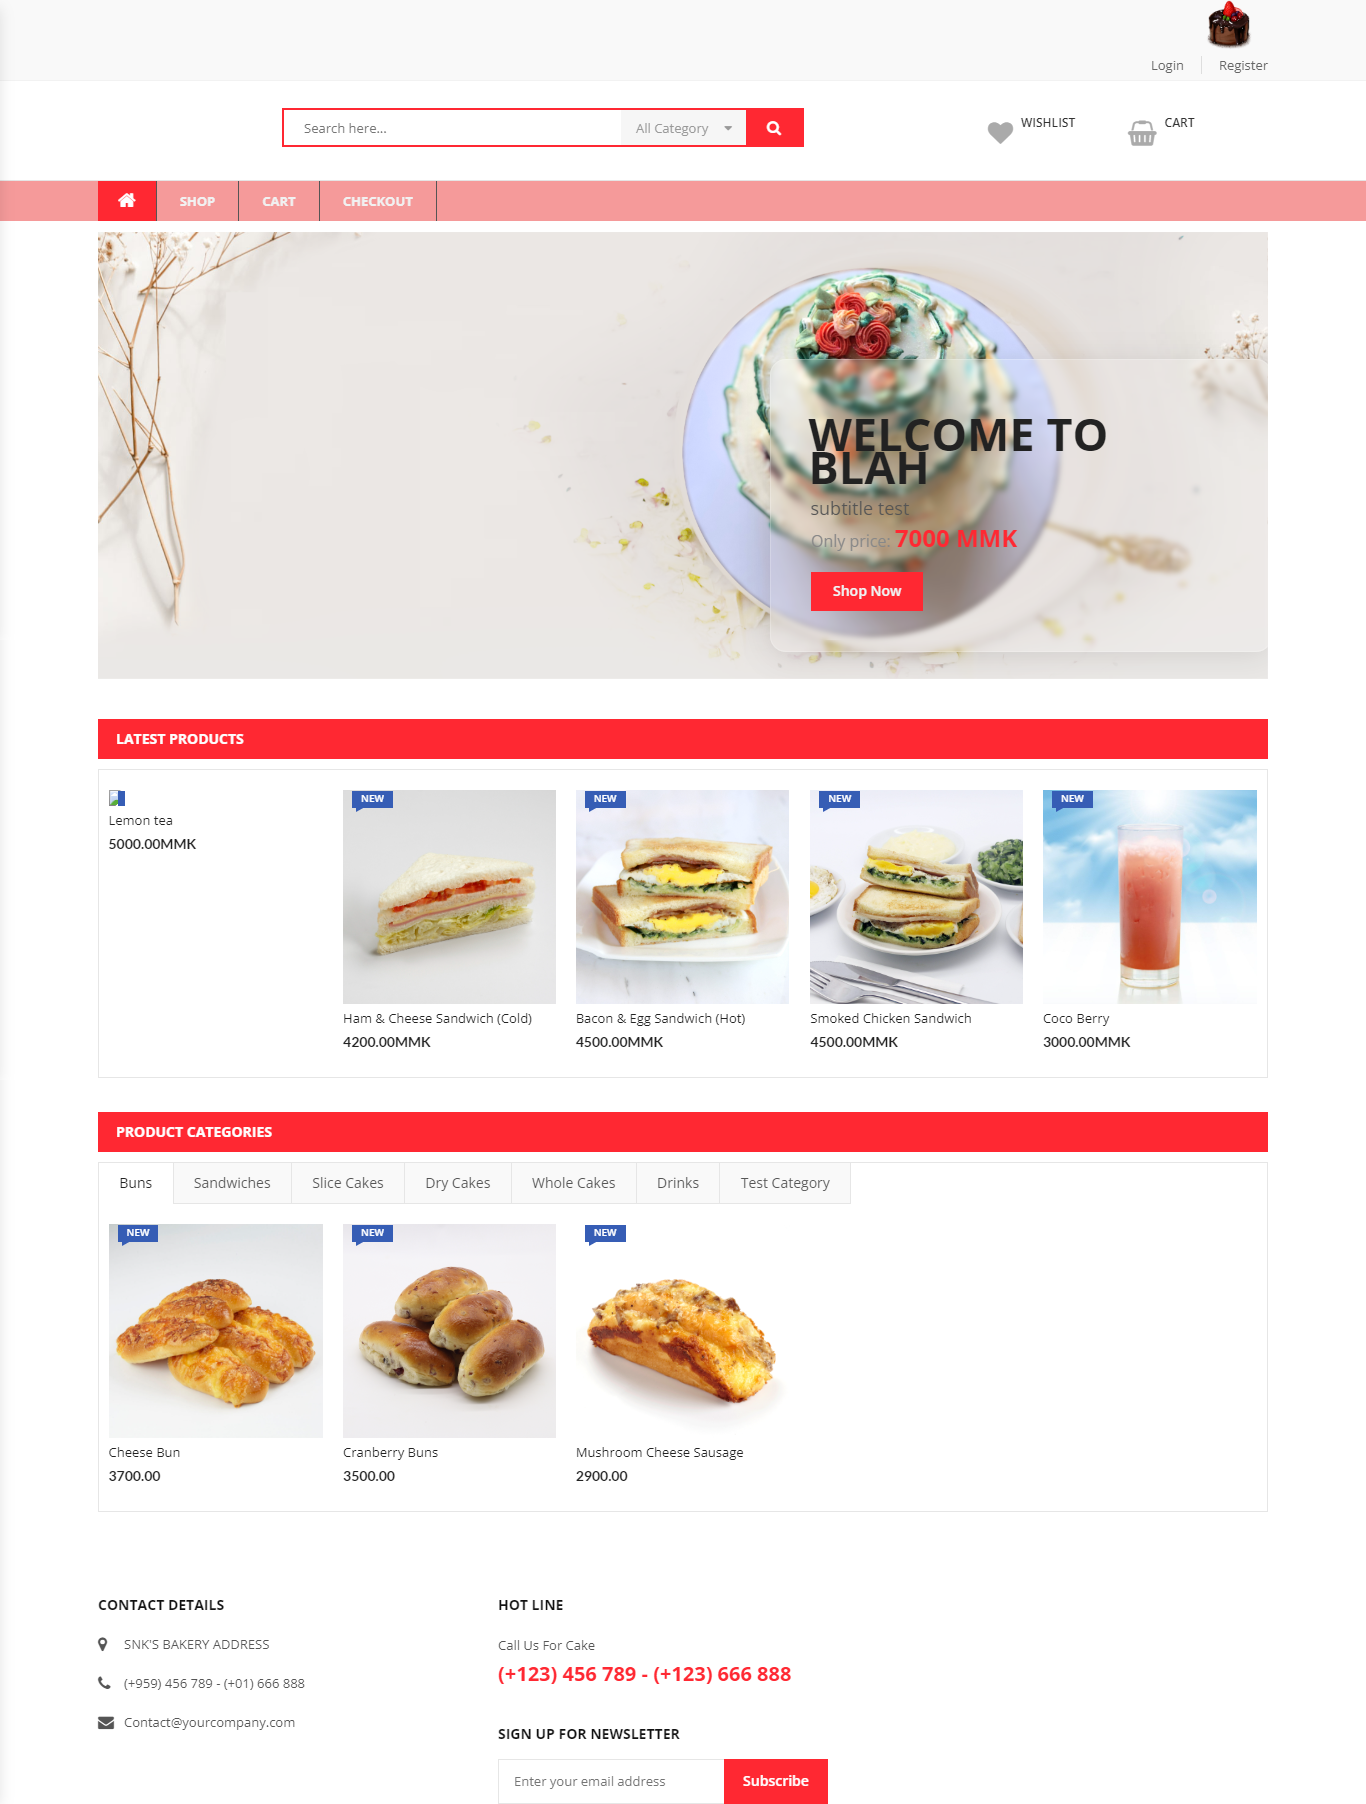 Login
Register
Search here...
All Category
WISHLIST
CART
SHOP
CART
CHECKOUT
WELCOME TO
BLAH
subtitle test
Only price: 7000 MMK
Shop Now
LATEST PRODUCTS
NEW
NEW
NEW
NEW
Lemon tea
5000.00MMK
Ham & Cheese Sandwich (Cold)
4200.00MMK
Bacon & Egg Sandwich (Hot)
4500.00MMK
Smoked Chicken Sandwich
4500.00MMK
Coco Berry
3000.00MMK
PRODUCT CATEGORIES
Buns
Sandwiches
Slice Cakes
Dry Cakes
Whole Cakes
Drinks
Test Category
NEW
NEW
NEW
Cheese Bun
3700.00
Cranberry Buns
3500.00
Mushroom Cheese Sausage
2900.00
CONTACT DETAILS
SNK'S BAKERY ADDRESS
(+959) 456 789 - (+01) 666 888
Contact@yourcompany.com
HOT LINE
Call Us For Cake
(+123) 456 789 - (+123) 666 888
SIGN UP FOR NEWSLETTER
Enter your email address
Subscribe